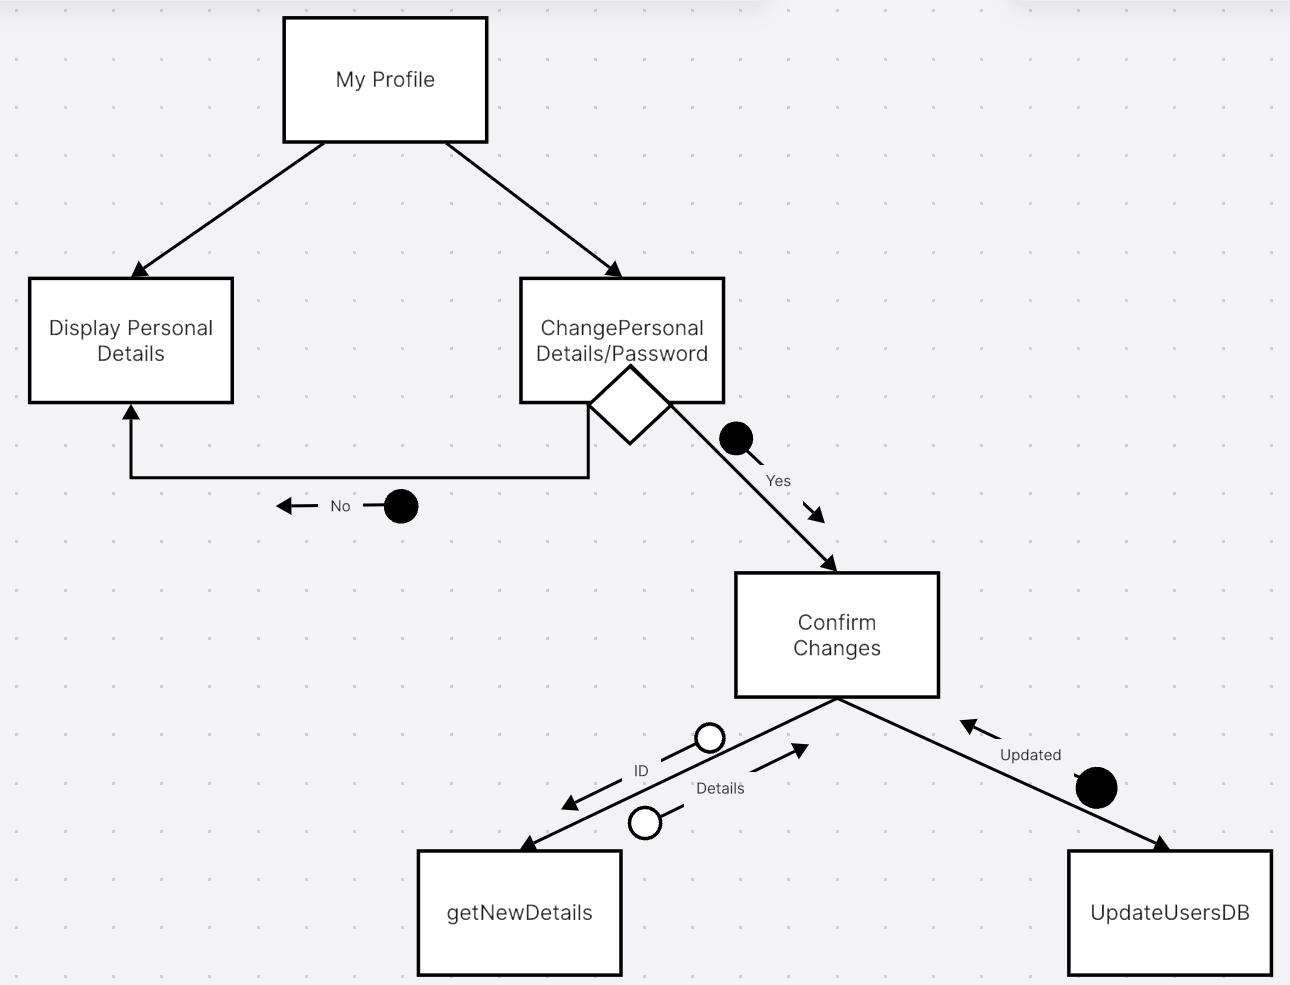 My Profile
Display Personal
Details
ChangePersonal
Details/Password
Yes
No
Confirm
Changes
ID
Details
Updated
getNewDetails
UpdateUsersDB